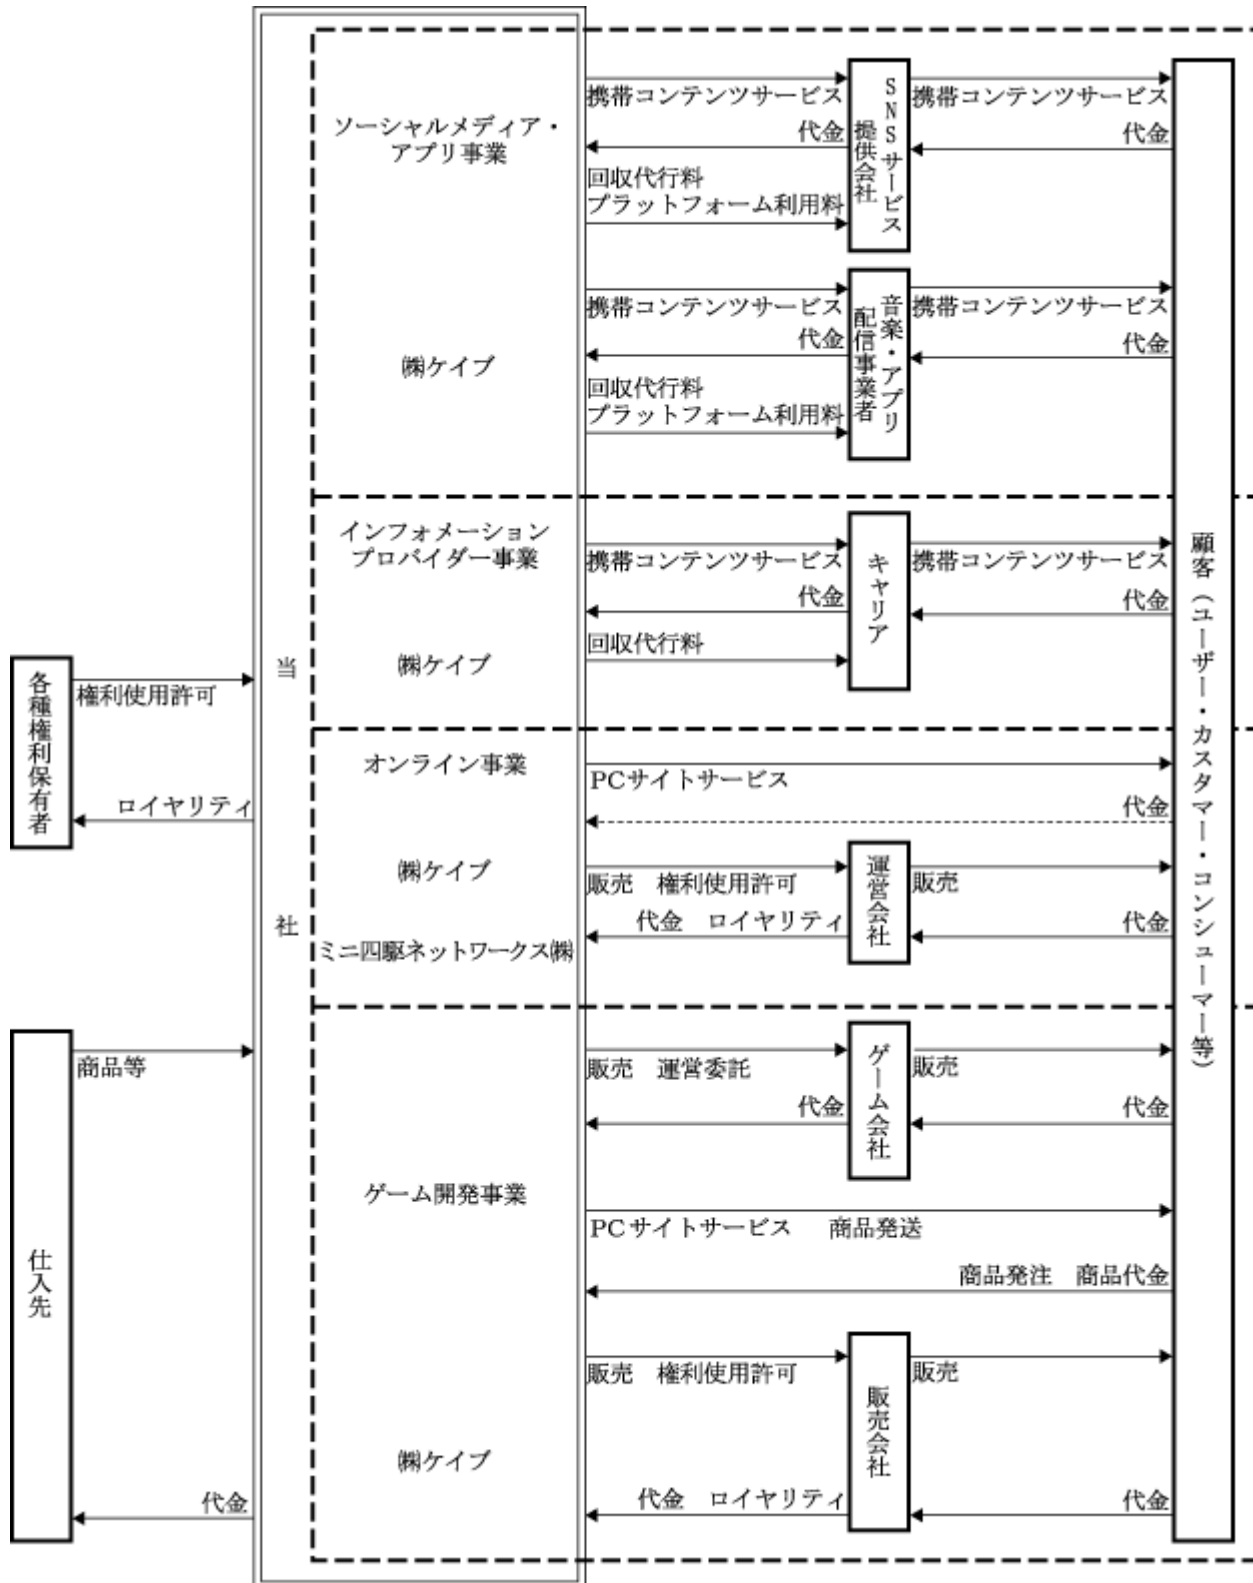 ソーシャルメディア・
アプリ事業
㈱ケイブ
携帯コンテンツサービス
代金
回収代行料
プラットフォーム利用料
SNSサービス
提供会社
携帯コンテンツサービス
代金
携帯コンテンツサービス
代金
回収代行料
プラットフォーム利用料
音楽・アプリ
配信事業者
携帯コンテンツサービス
代金
インフォメーション
プロバイダー事業
㈱ケイブ
携帯コンテンツサービス
代金
回収代行料
キャリア
携帯コンテンツサービス
代金
顧客（ユーザー・カスタマー・コンシューマー等）
当社
各種権利保有者
権利使用許可
ロイヤリティ
オンライン事業
㈱ケイブ
ミニ四駆ネットワークス㈱
PCサイトサービス
代金
販売 権利使用許可
代金 ロイヤリティ
運営会社
販売
代金
仕入先
商品等
代金
ゲーム開発事業
㈱ケイブ
販売 運営委託
代金
ゲーム会社
販売
代金
PCサイトサービス 商品発送
商品発注 商品代金
販売 権利使用許可
代金 ロイヤリティ
販売会社
販売
代金